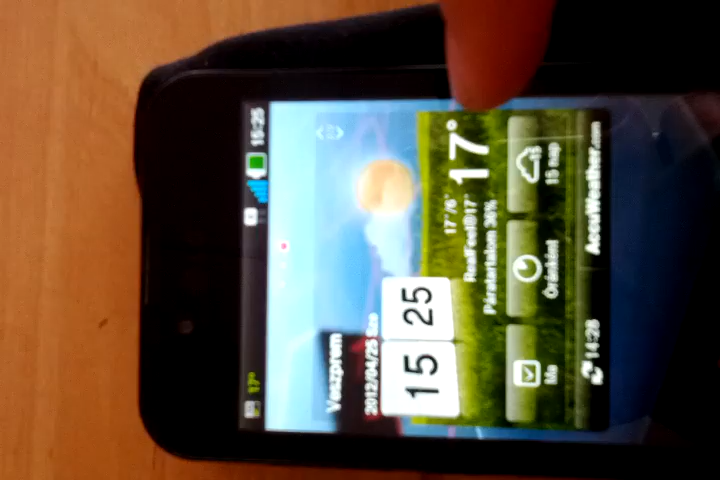 17°
15:25
Veszprém
2012/04/25 Sze
15 25
17°
17°/6°
RealFeel®17°
Páratartalom 36%
Ma
Óránként
15
15 nap
14:28
AccuWeather.com